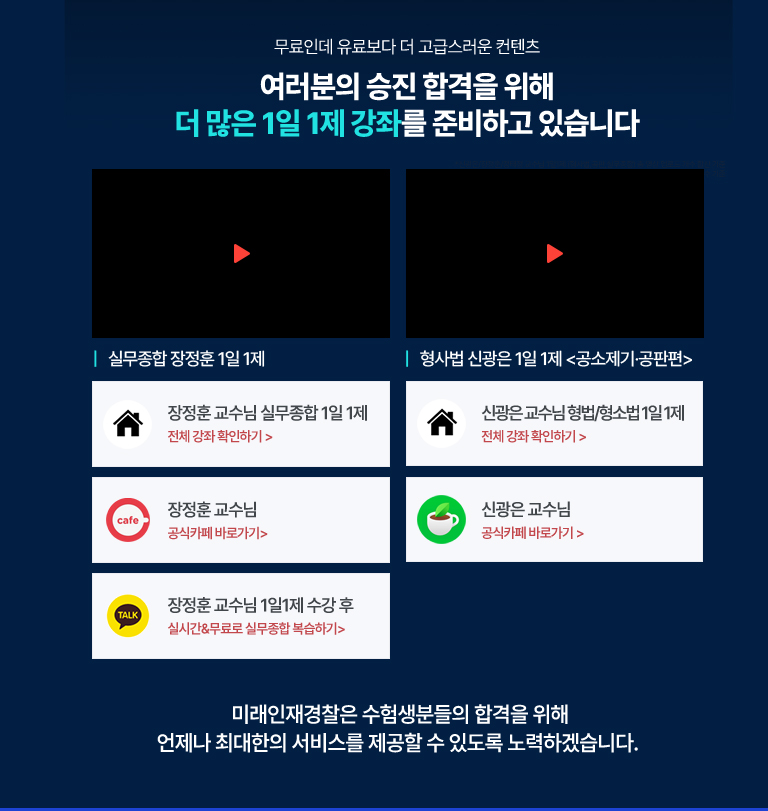 무료인데 유료보다 더 고급스러운 컨텐츠
여러분의 승진 합격을 위해
더 많은 1일 1제 강좌를 준비하고 있습니다
실무종합 장정훈 1일 1제
형사법 신광은 1일 1제 <공소제기·공판편>
장정훈 교수님 실무종합 1일 1제
전체 강좌 확인하기 >
신광은 교수님 형법/형소법 1일 1제
전체 강좌 확인하기 >
cafe
장정훈 교수님
공식카페 바로가기>
신광은 교수님
공식카페 바로가기 >
TALK
장정훈 교수님 1일1제 수강 후
실시간&무료로 실무종합 복습하기>
미래인재경찰은 수험생분들의 합격을 위해
언제나 최대한의 서비스를 제공할 수 있도록 노력하겠습니다.